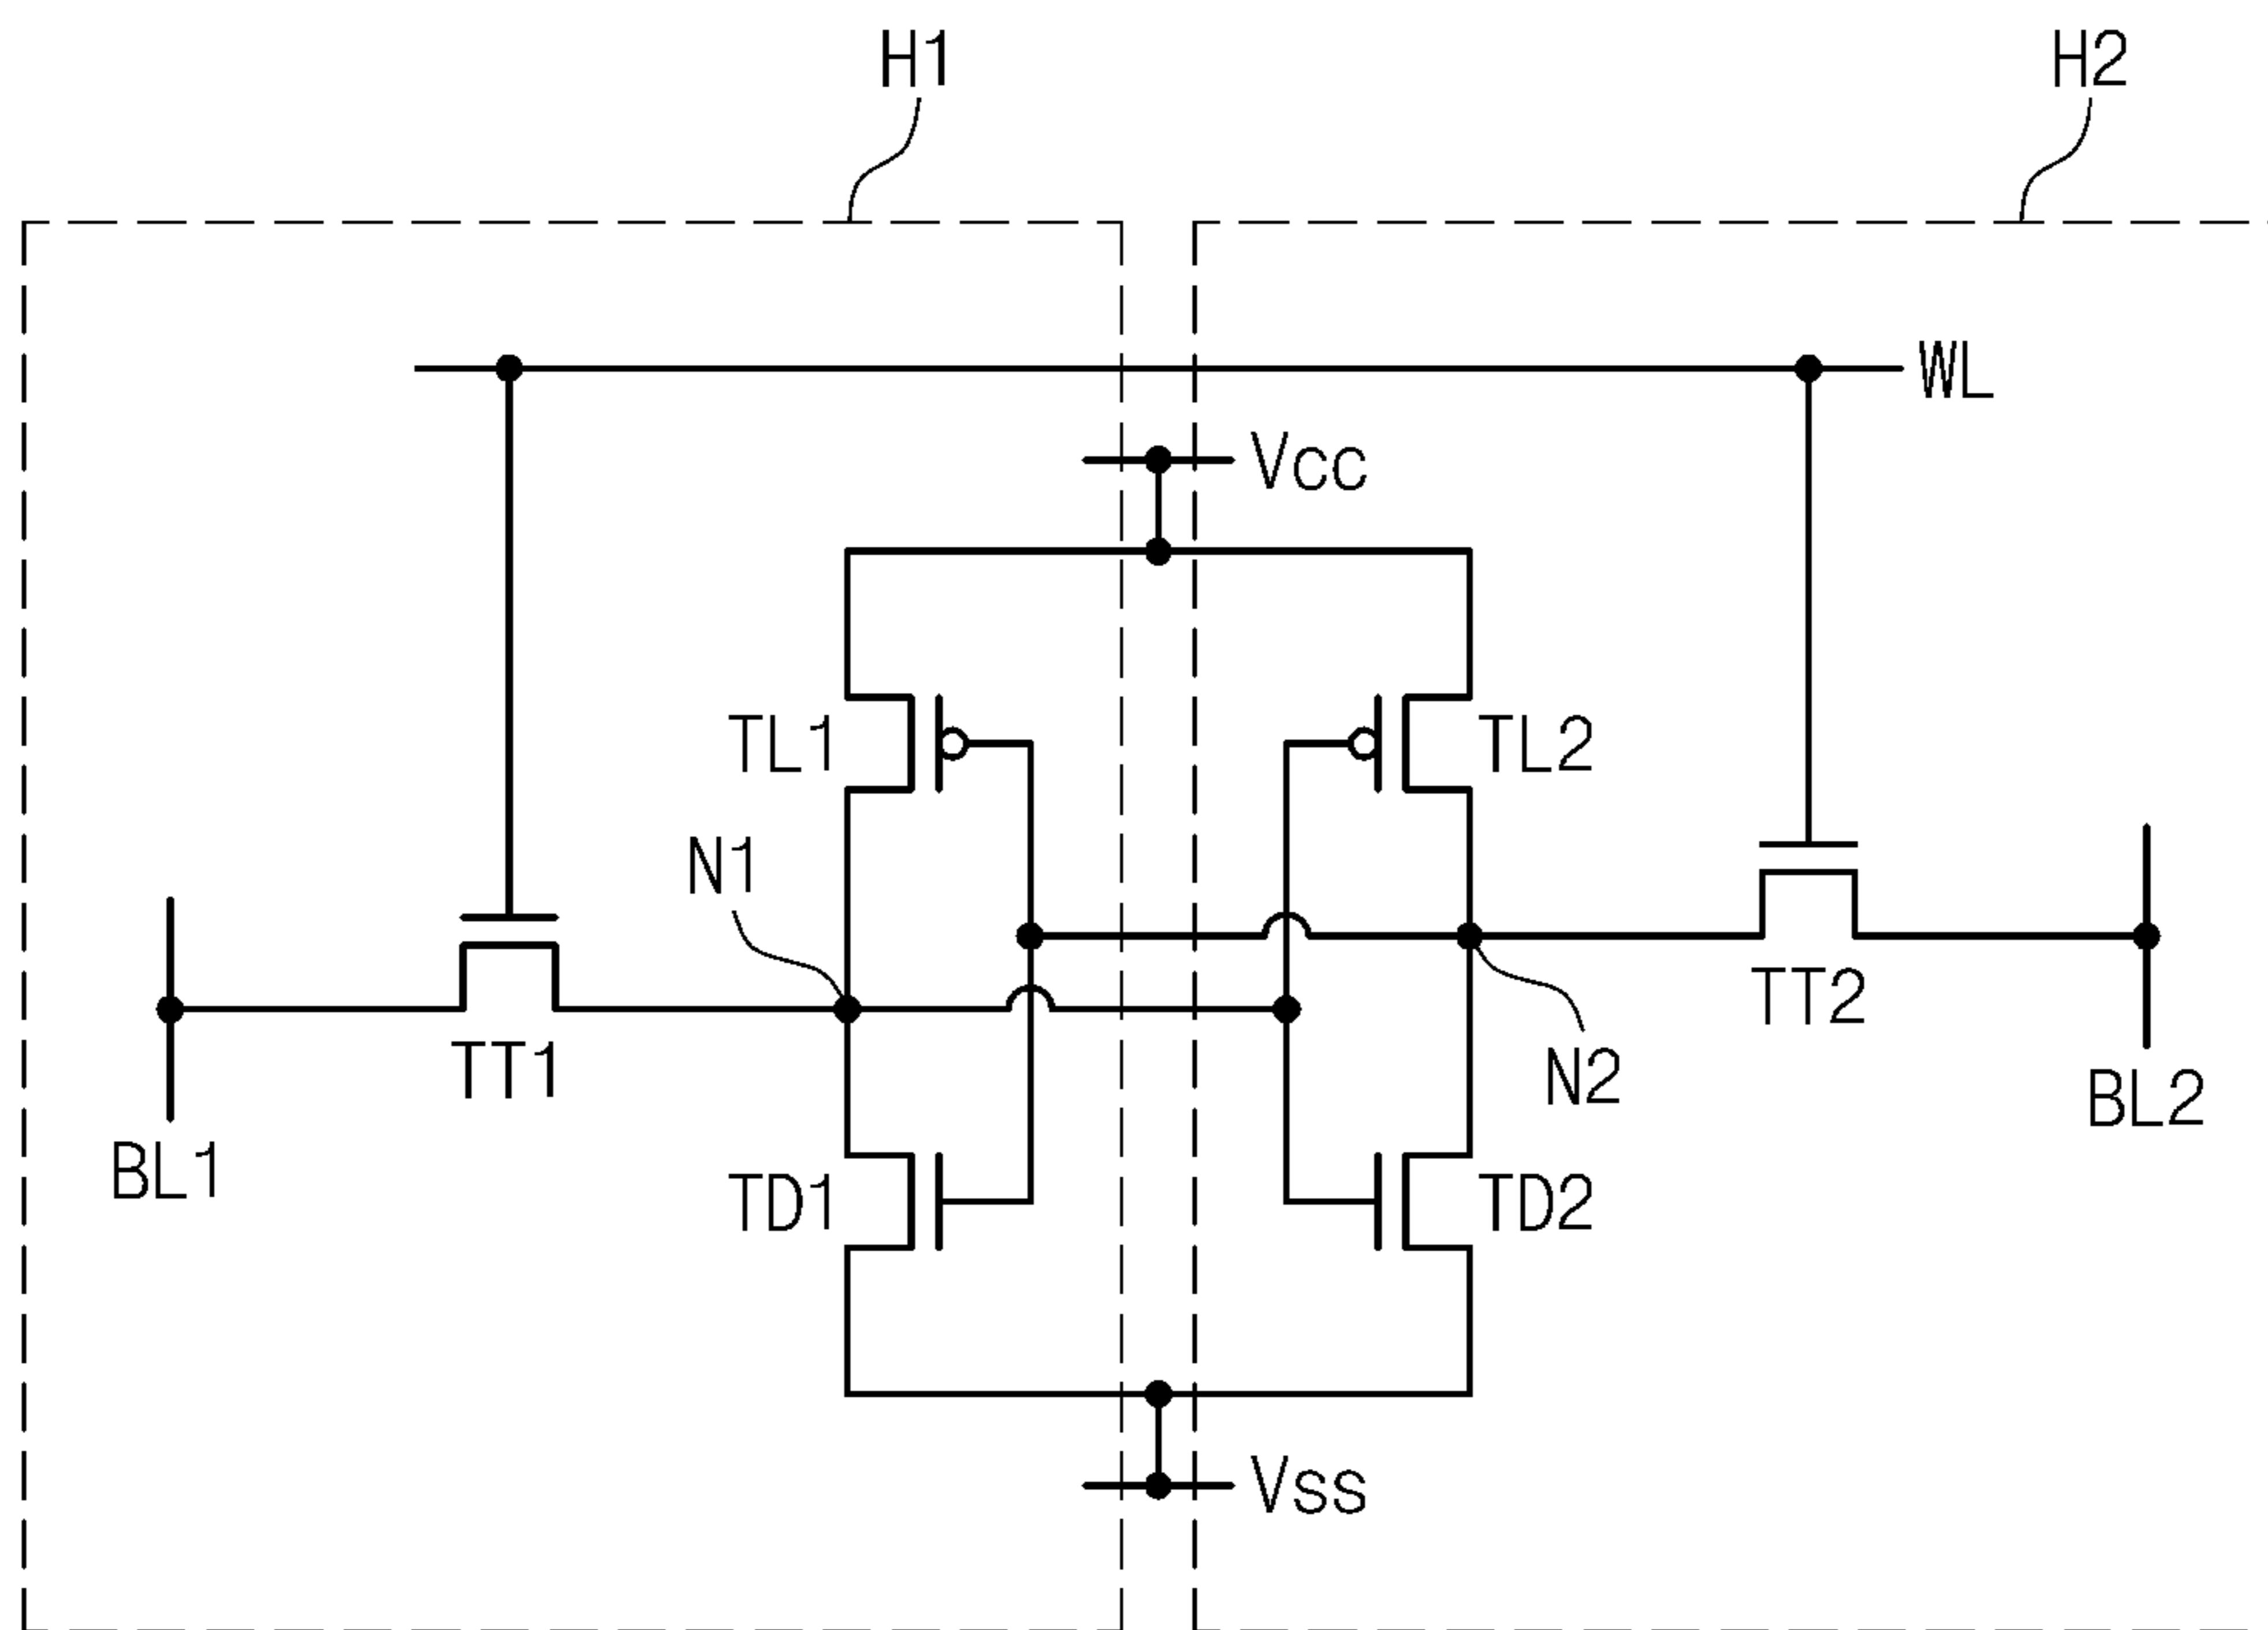 H1
H2
WL
Vcc
TL1
TL2
N1
TT1
TT2
N2
BL1
BL2
TD1
TD2
Vss